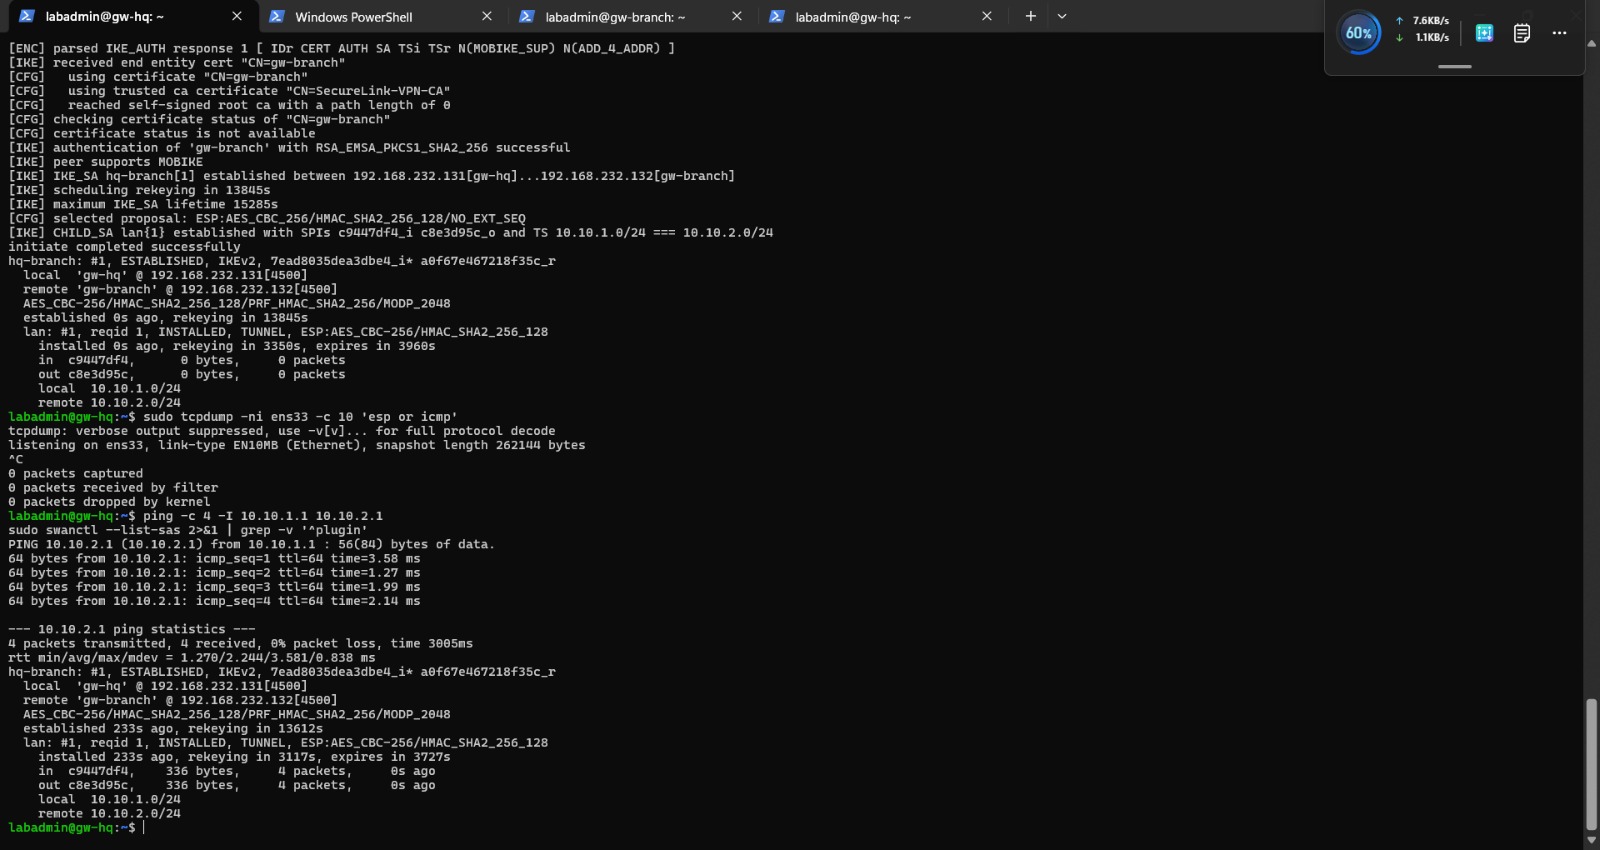 labadmin@gw-hq: ~
Windows PowerShell
labadmin@gw-branch: ~
labadmin@gw-hq: ~
60%
7.6KB/s
1.1KB/s
[ENC] parsed IKE_AUTH response 1 [ IDr CERT AUTH SA TSi TSr N(MOBIKE_SUP) N(ADD_4_ADDR) ]
[IKE] received end entity cert "CN=gw-branch"
[CFG]   using certificate "CN=gw-branch"
[CFG]   using trusted ca certificate "CN=SecureLink-VPN-CA"
[CFG]   reached self-signed root ca with a path length of 0
[CFG] checking certificate status of "CN=gw-branch"
[CFG] certificate status is not available
[IKE] authentication of 'gw-branch' with RSA_EMSA_PKCS1_SHA2_256 successful
[IKE] peer supports MOBIKE
[IKE] IKE_SA hq-branch[1] established between 192.168.232.131[gw-hq]...192.168.232.132[gw-branch]
[IKE] scheduling rekeying in 13845s
[IKE] maximum IKE_SA lifetime 15285s
[CFG] selected proposal: ESP:AES_CBC_256/HMAC_SHA2_256_128/NO_EXT_SEQ
[IKE] CHILD_SA lan{1} established with SPIs c9447df4_i c8e3d95c_o and TS 10.10.1.0/24 === 10.10.2.0/24
initiate completed successfully
hq-branch: #1, ESTABLISHED, IKEv2, 7ead8035dea3dbe4_i* a0f67e467218f35c_r
  local  'gw-hq' @ 192.168.232.131[4500]
  remote 'gw-branch' @ 192.168.232.132[4500]
  AES_CBC-256/HMAC_SHA2_256_128/PRF_HMAC_SHA2_256/MODP_2048
  established 0s ago, rekeying in 13845s
  lan: #1, reqid 1, INSTALLED, TUNNEL, ESP:AES_CBC-256/HMAC_SHA2_256_128
    installed 0s ago, rekeying in 3350s, expires in 3960s
    in  c9447df4,      0 bytes,     0 packets
    out c8e3d95c,      0 bytes,     0 packets
    local  10.10.1.0/24
    remote 10.10.2.0/24
labadmin@gw-hq:~$ sudo tcpdump -ni ens33 -c 10 'esp or icmp'
tcpdump: verbose output suppressed, use -v[v]... for full protocol decode
listening on ens33, link-type EN10MB (Ethernet), snapshot length 262144 bytes
^C
0 packets captured
0 packets received by filter
0 packets dropped by kernel
labadmin@gw-hq:~$ ping -c 4 -I 10.10.1.1 10.10.2.1
sudo swanctl --list-sas 2>&1 | grep -v '^plugin'
PING 10.10.2.1 (10.10.2.1) from 10.10.1.1 : 56(84) bytes of data.
64 bytes from 10.10.2.1: icmp_seq=1 ttl=64 time=3.58 ms
64 bytes from 10.10.2.1: icmp_seq=2 ttl=64 time=1.27 ms
64 bytes from 10.10.2.1: icmp_seq=3 ttl=64 time=1.99 ms
64 bytes from 10.10.2.1: icmp_seq=4 ttl=64 time=2.14 ms
--- 10.10.2.1 ping statistics ---
4 packets transmitted, 4 received, 0% packet loss, time 3005ms
rtt min/avg/max/mdev = 1.270/2.244/3.581/0.838 ms
hq-branch: #1, ESTABLISHED, IKEv2, 7ead8035dea3dbe4_i* a0f67e467218f35c_r
  local  'gw-hq' @ 192.168.232.131[4500]
  remote 'gw-branch' @ 192.168.232.132[4500]
  AES_CBC-256/HMAC_SHA2_256_128/PRF_HMAC_SHA2_256/MODP_2048
  established 233s ago, rekeying in 13612s
  lan: #1, reqid 1, INSTALLED, TUNNEL, ESP:AES_CBC-256/HMAC_SHA2_256_128
    installed 233s ago, rekeying in 3117s, expires in 3727s
    in  c9447df4,    336 bytes,     4 packets,     0s ago
    out c8e3d95c,    336 bytes,     4 packets,     0s ago
    local  10.10.1.0/24
    remote 10.10.2.0/24
labadmin@gw-hq:~$